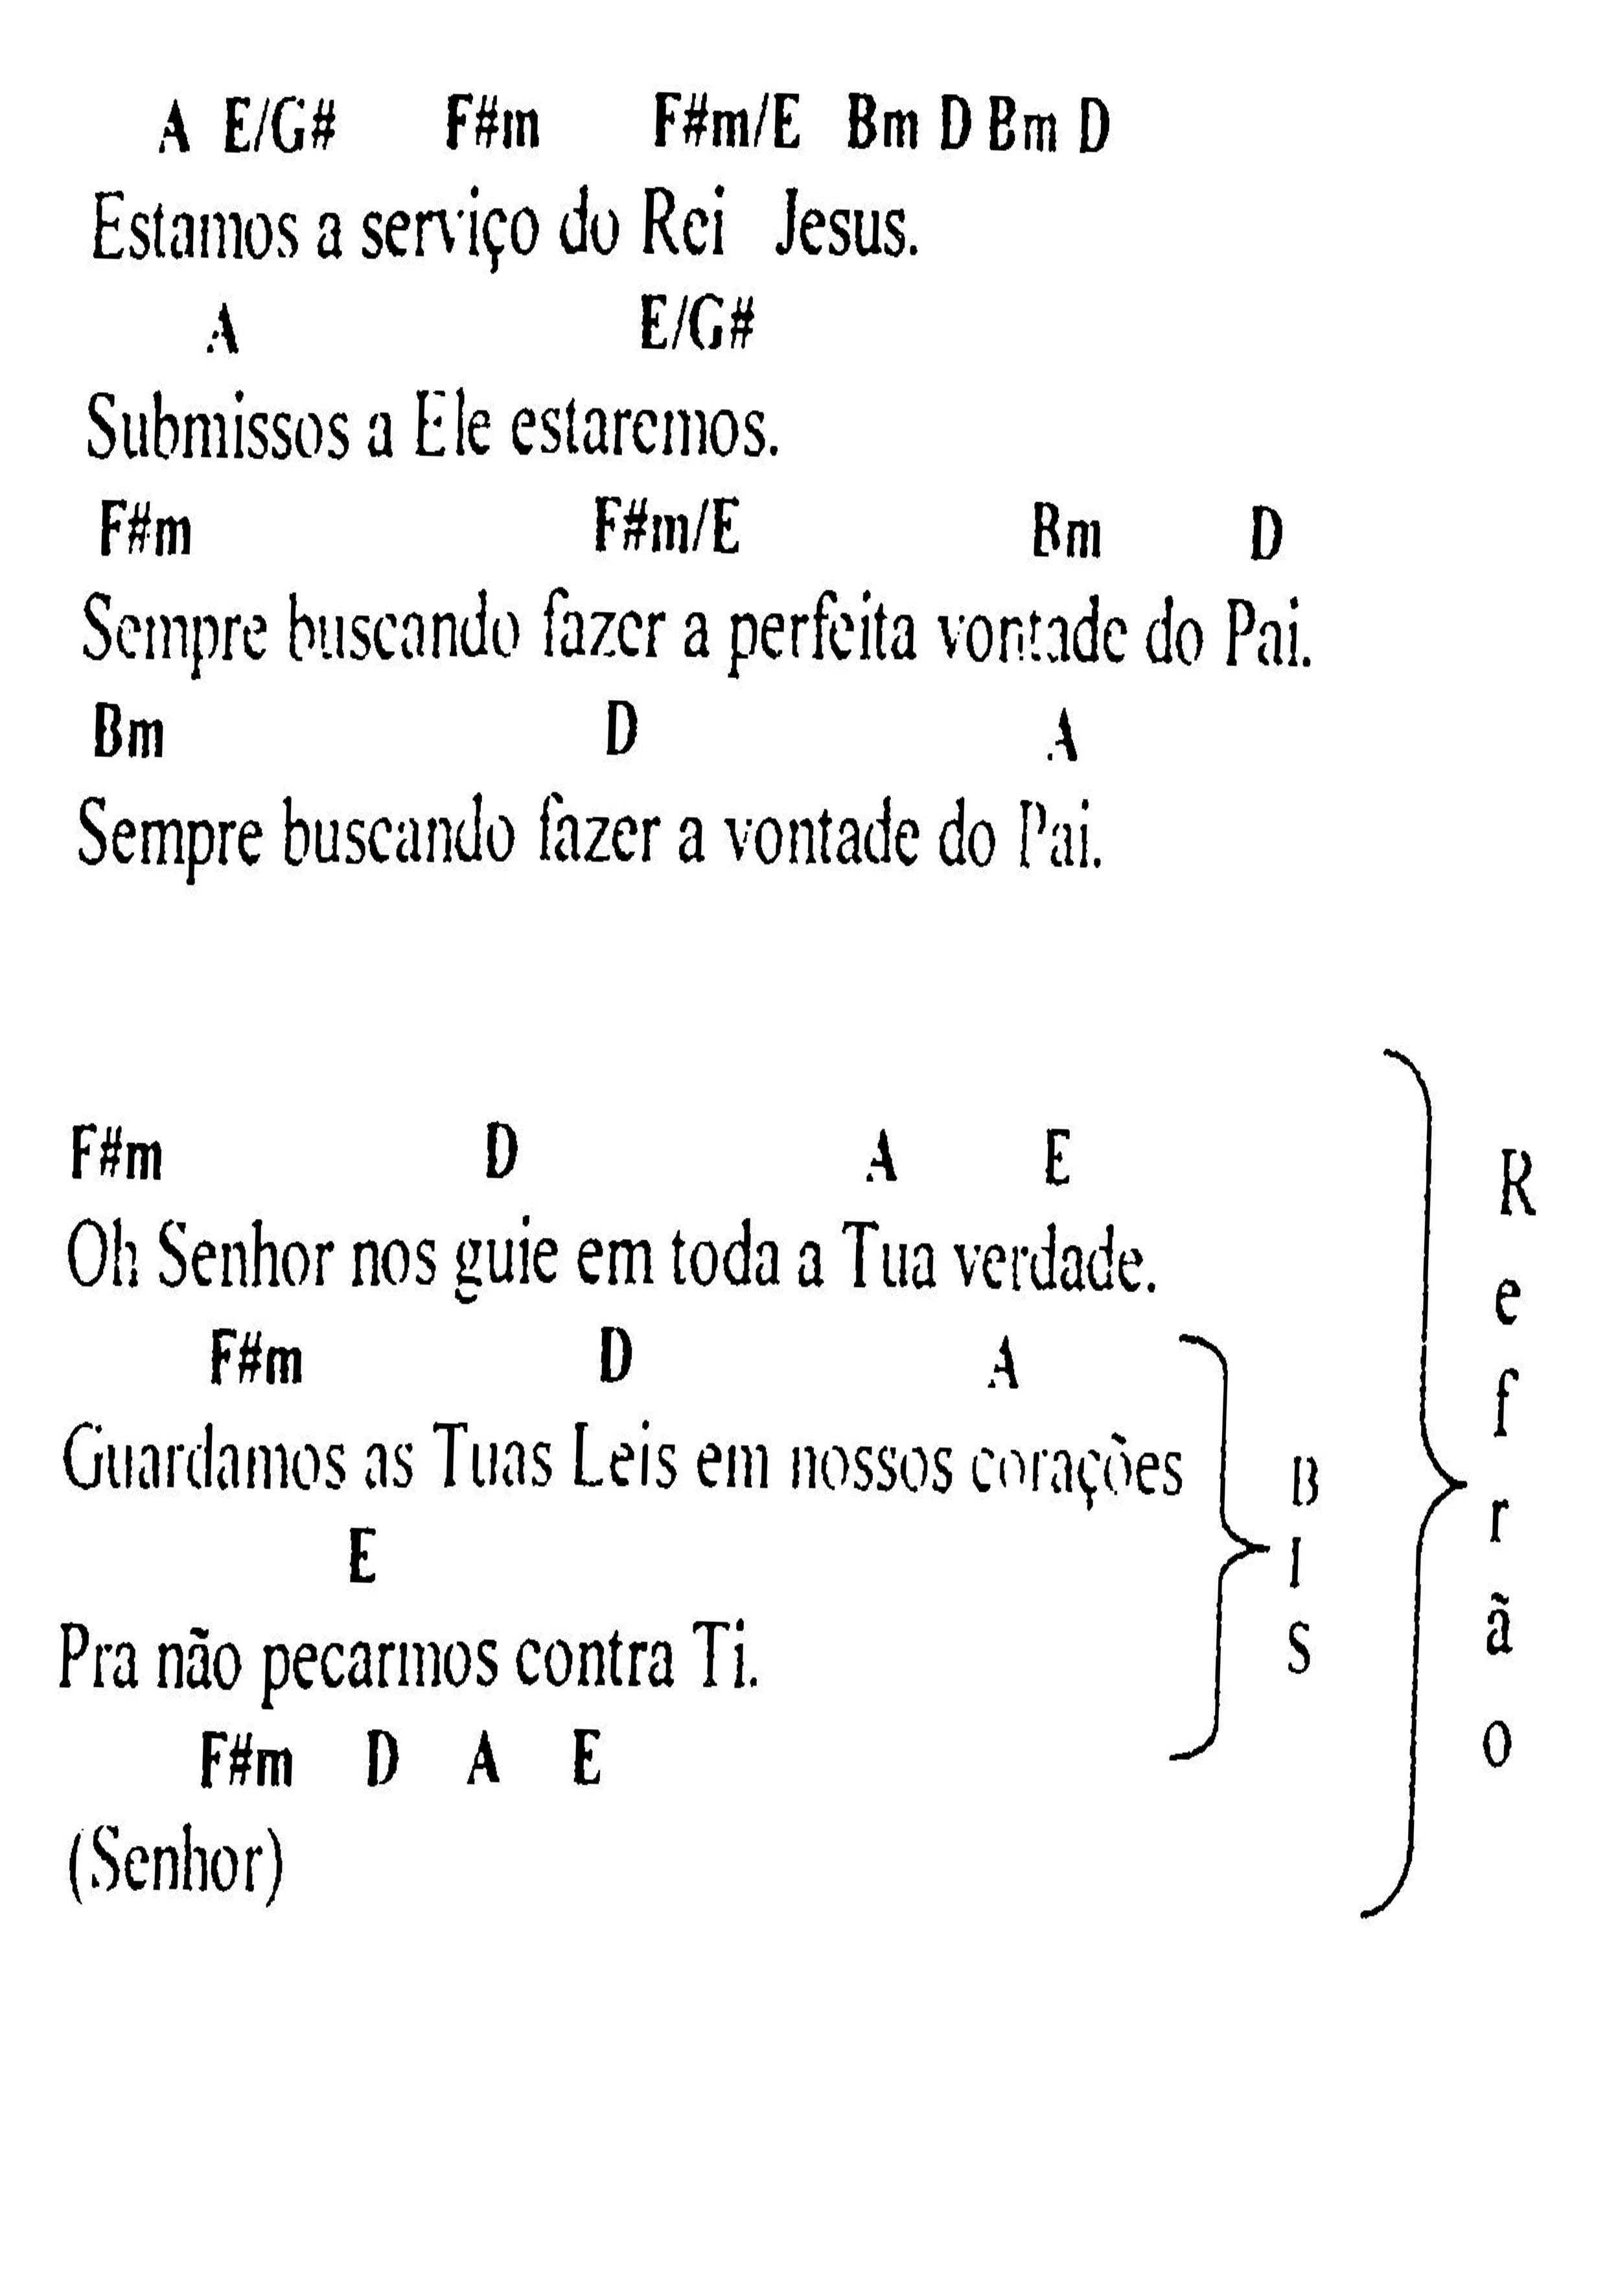 A E/G# F#m F#m/E Bm D Bm D
Estamos a serviço do Rei Jesus.
A E/G#
Submissos a Ele estaremos.
F#m F#m/E Bm D
Sempre buscando fazer a perfeita vontade do Pai.
Bm D A
Sempre buscando fazer a vontade do Pai.
F#m D A E
Oh Senhor nos guie em toda a Tua verdade.
F#m D A
Guardamos as Tuas Leis em nossos corações
E
Pra não pecarmos contra Ti.
F#m D A E
(Senhor)
BIS
Refrão